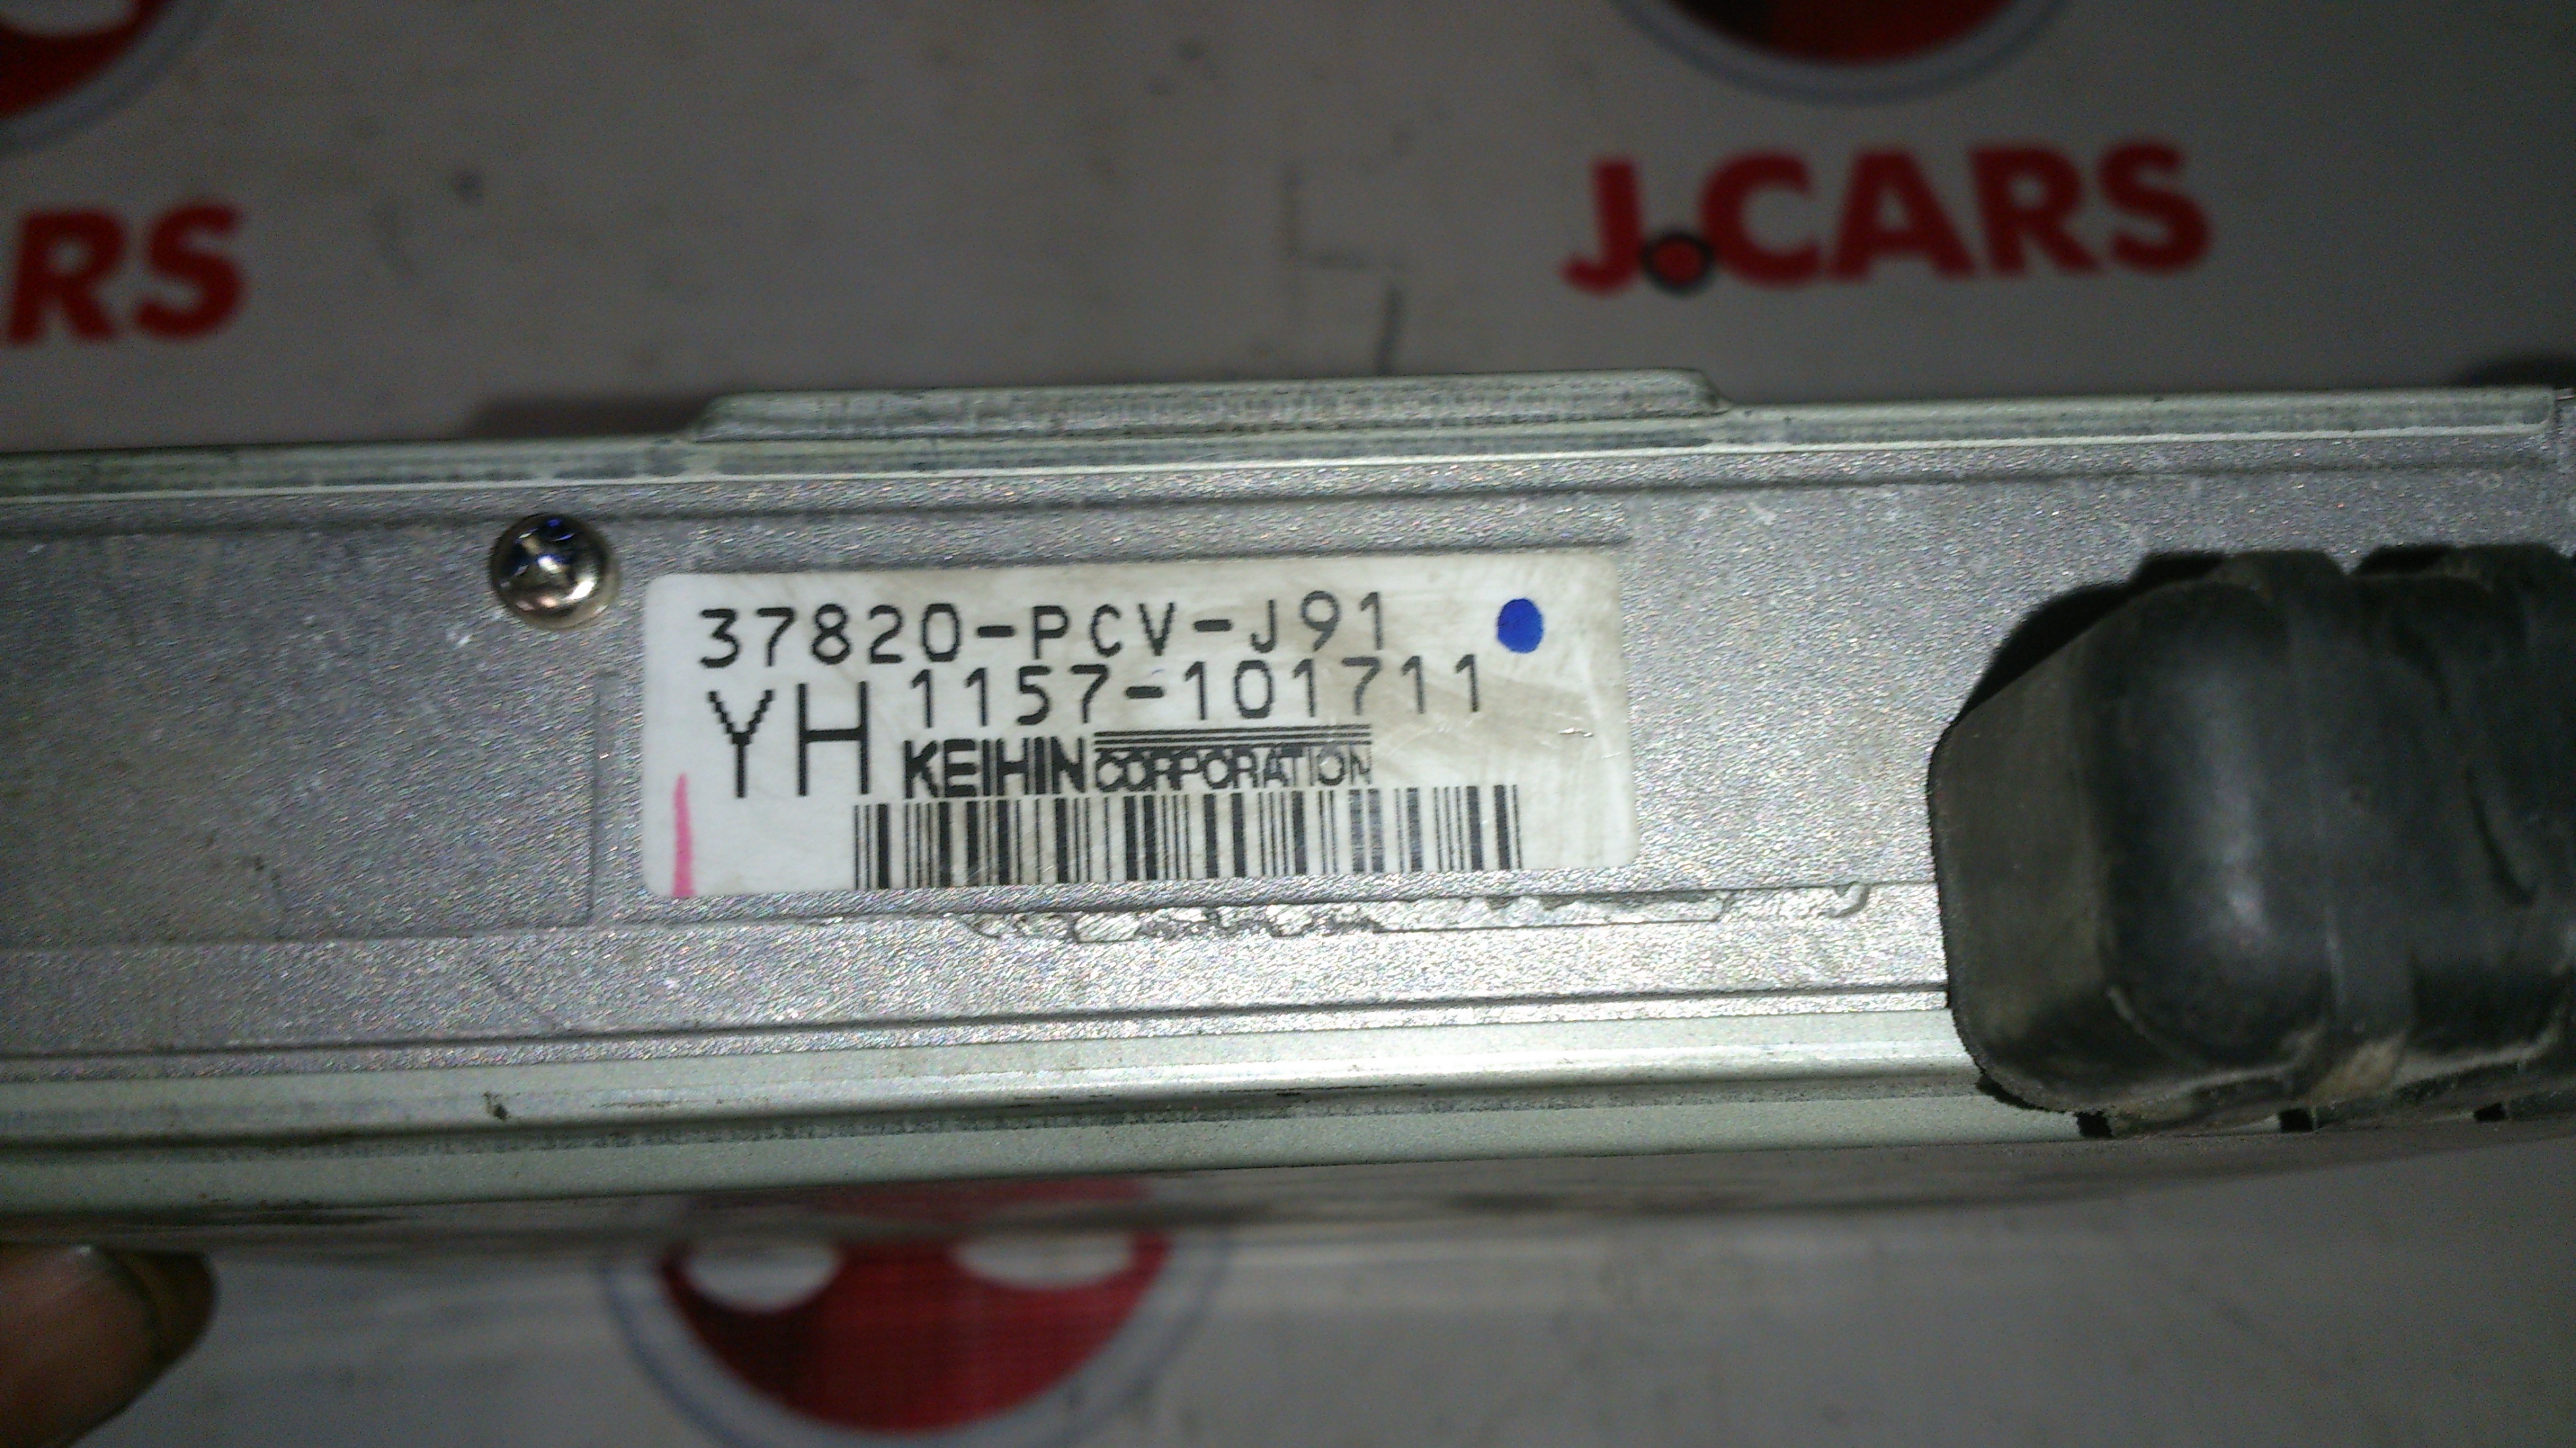 RS
J.CARS
37820-PCV-J91
YH 1157-101711
KEIHIN CORPORATION